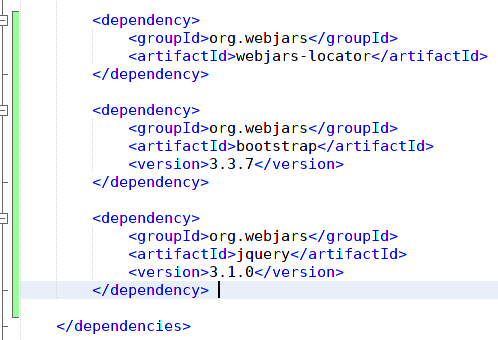 <dependency>
<groupId>org.webjars</groupId>
<artifactId>webjars-locator</artifactId>
</dependency>
<dependency>
<groupId>org.webjars</groupId>
<artifactId>bootstrap</artifactId>
<version>3.3.7</version>
</dependency>
<dependency>
<groupId>org.webjars</groupId>
<artifactId>jquery</artifactId>
<version>3.1.0</version>
</dependency>
</dependencies>